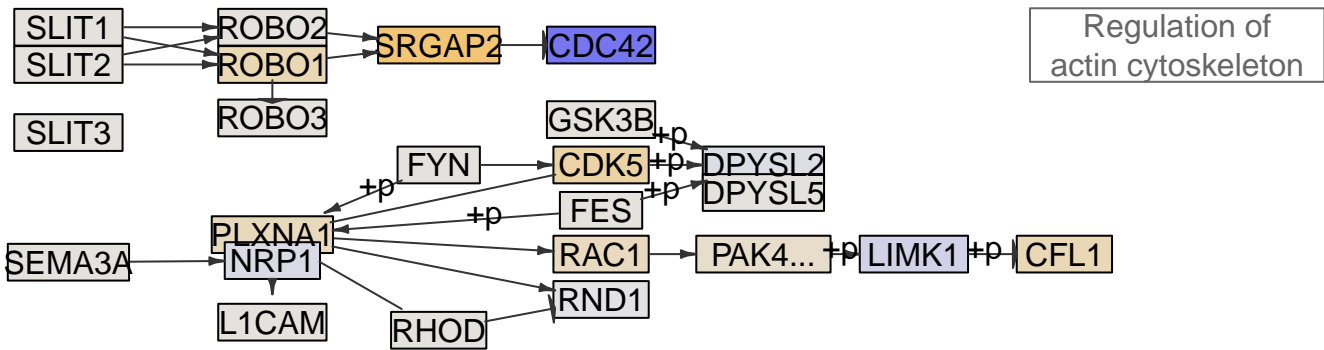 SLIT1
ROBO2
SRGAP2
CDC42
Regulation of
actin cytoskeleton
SLIT2
ROBO1
SLIT3
ROBO3
GSK3B
+p
FYN
CDK5
+p
DPYSL2
+p
FES
+p
DPYSL5
PLXNA1
+p
SEMA3A
NRP1
RAC1
PAK4...
+p
LIMK1
+p
CFL1
L1CAM
RHOD
RND1